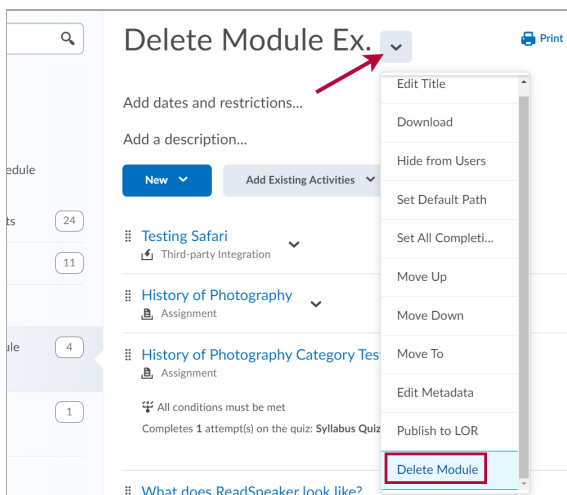 Delete Module Ex.
Print
Add dates and restrictions...
Add a description...
New
Add Existing Activities
edule
ts 24
11
ule 4
1
Testing Safari
Third-party Integration
History of Photography
Assignment
History of Photography Category Tes
Assignment
All conditions must be met
Completes 1 attempt(s) on the quiz: Syllabus Quiz
What does ReadSpeaker look like?
Edit Title
Download
Hide from Users
Set Default Path
Set All Completi...
Move Up
Move Down
Move To
Edit Metadata
Publish to LOR
Delete Module